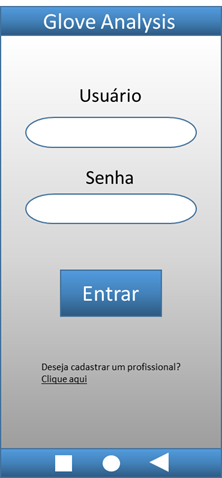 Glove Analysis
Usuário
Senha
Entrar
Deseja cadastrar um profissional?
Clique aqui